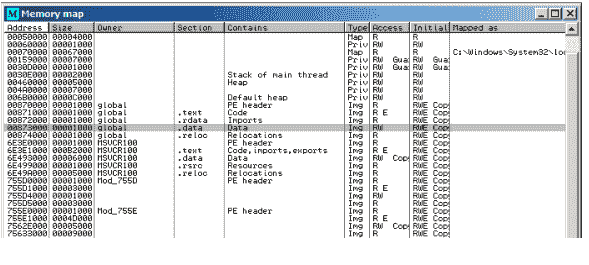 M Memory map
Address Size Owner Section Contains Type Access Initial Mapped as
00050000 00004000 Map R R
00060000 00001000 Priv RW RW
00070000 00067000 Map R R C:\Windows\System32\loc
00159000 00007000 Priv RW Gua RW Gua
0030D000 00001000 Priv RW Gua RW Gua
0030E000 00002000 Stack of main thread Priv RW RW
00460000 00005000 Heap Priv RW RW
004A0000 00007000 Priv RW RW
006B0000 0000C000 Default heap Priv RW RW
00870000 00001000 global PE header Img R RWE Cop
00871000 00001000 global .text Code Img R E RWE Cop
00872000 00001000 global .rdata Imports Img R RWE Cop
00873000 00001000 global .data Data Img RW RWE Cop
00874000 00001000 global .reloc Relocations Img R RWE Cop
6E3E0000 00001000 MSVCR100 PE header Img R RWE Cop
6E3E1000 000B2000 MSVCR100 .text Code,imports,exports Img R E RWE Cop
6E493000 00006000 MSVCR100 .data Data Img RW Cop RWE Cop
6E499000 00001000 MSVCR100 .rsrc Resources Img R RWE Cop
6E49A000 00005000 MSVCR100 .reloc Relocations Img R RWE Cop
755D0000 00001000 Mod_755D PE header Img R RWE Cop
755D1000 00003000 Img R E RWE Cop
755D4000 00001000 Img RW RWE Cop
755D5000 00003000 Img R RWE Cop
755E0000 00001000 Mod_755E PE header Img R RWE Cop
755E1000 0004D000 Img R E RWE Cop
7562E000 00005000 Img RW Cop RWE Cop
75633000 00009000 Img R RWE Cop